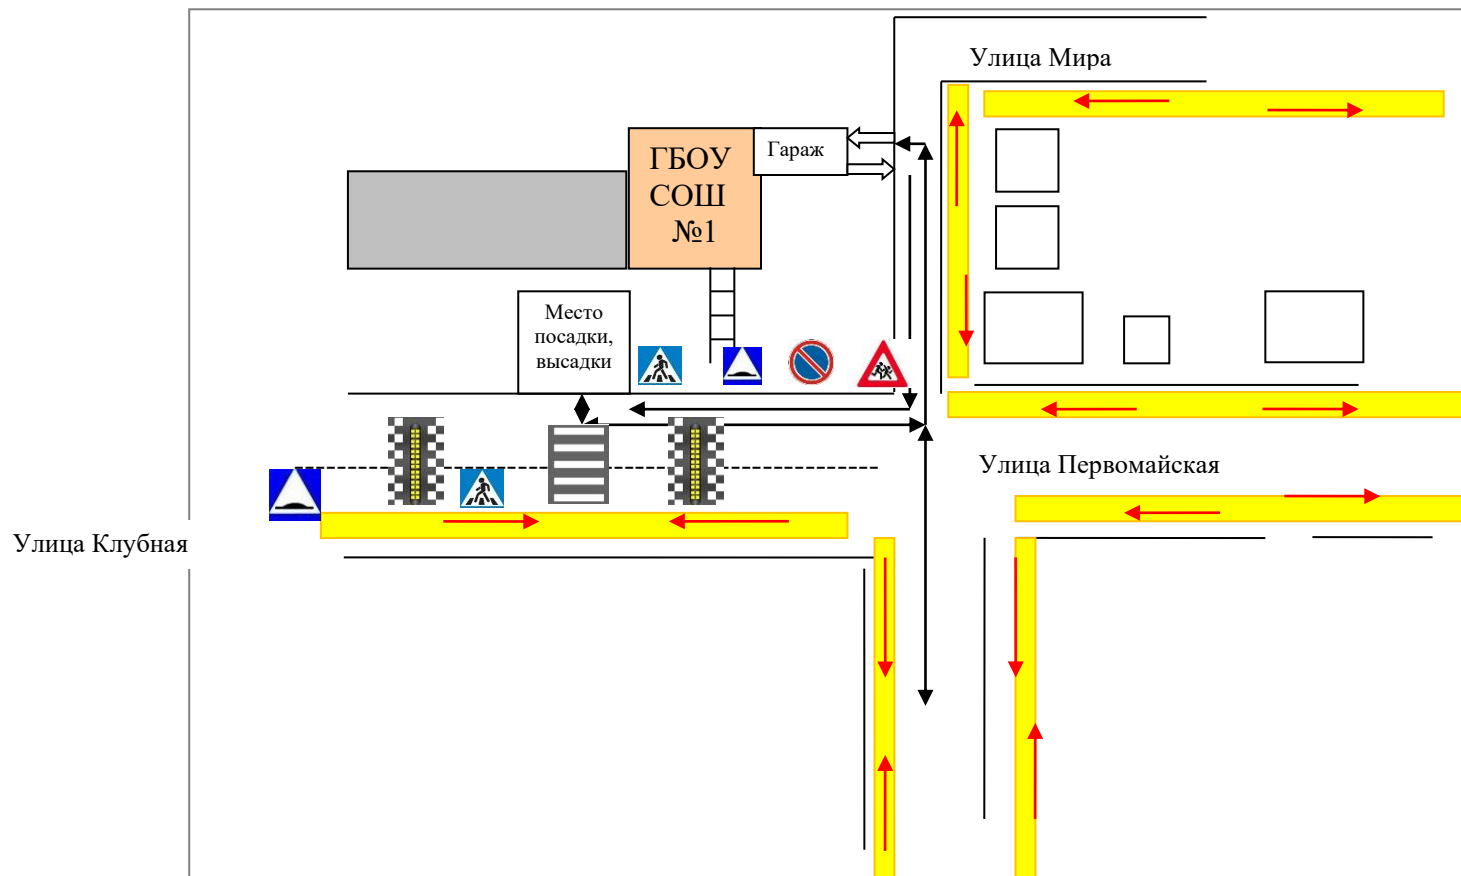 Улица Мира
Гараж
ГБОУ
СОШ
№1
Место
посадки,
высадки
Улица Первомайская
Улица Клубная